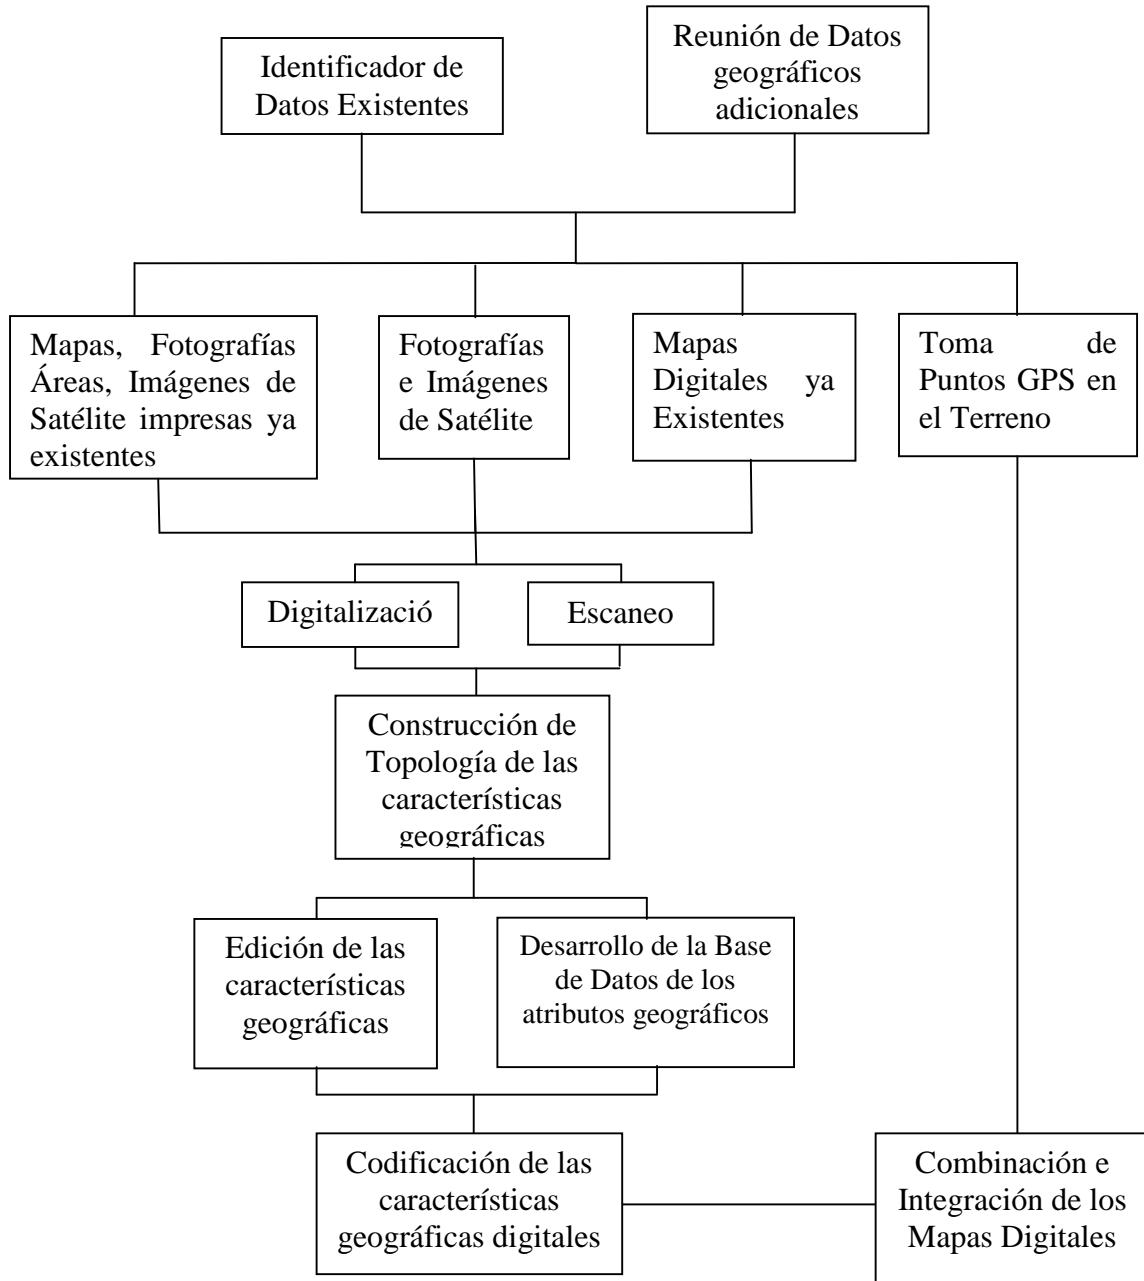 Identificador de
Datos Existentes
Reunión de Datos
geográficos
adicionales
Mapas, Fotografías
Áreas, Imágenes de
Satélite impresas ya
existentes
Fotografías
e Imágenes
de Satélite
Mapas
Digitales ya
Existentes
Toma de
Puntos GPS en
el Terreno
Digitalizació
Escaneo
Construcción de
Topología de las
características
geográficas
Edición de las
características
geográficas
Desarrollo de la Base
de Datos de los
atributos geográficos
Codificación de las
características
geográficas digitales
Combinación e
Integración de los
Mapas Digitales